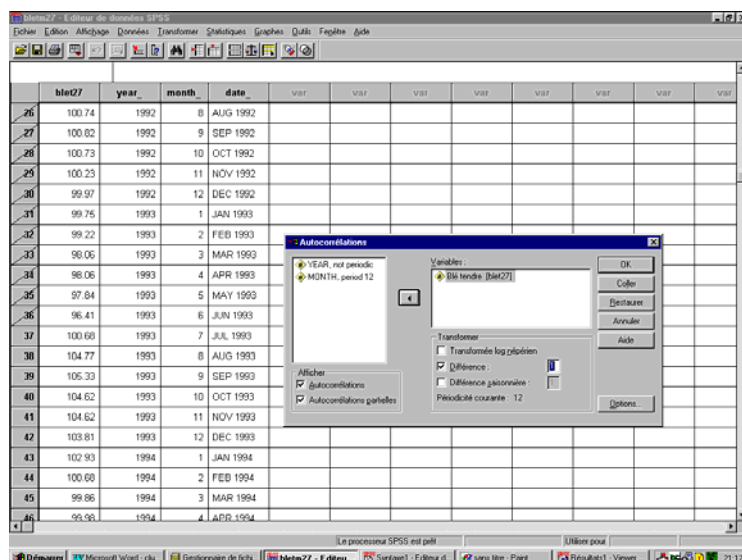 bletm27 - Editeur de données SPSS
Fichier Edition Affichage Données Transformer Statistiques Graphes Outils Fenêtre Aide
blet27 year_ month_ date_ var var var var var var var
26 100.74 1992 8 AUG 1992
27 100.82 1992 9 SEP 1992
28 100.73 1992 10 OCT 1992
29 100.23 1992 11 NOV 1992
30 99.97 1992 12 DEC 1992
31 99.75 1993 1 JAN 1993
32 99.22 1993 2 FEB 1993
33 98.06 1993 3 MAR 1993
34 98.06 1993 4 APR 1993
35 97.84 1993 5 MAY 1993
36 96.41 1993 6 JUN 1993
37 100.68 1993 7 JUL 1993
38 104.77 1993 8 AUG 1993
39 105.33 1993 9 SEP 1993
40 104.62 1993 10 OCT 1993
41 104.62 1993 11 NOV 1993
42 103.81 1993 12 DEC 1993
43 102.93 1994 1 JAN 1994
44 100.68 1994 2 FEB 1994
45 99.86 1994 3 MAR 1994
46 99.98 1994 4 APR 1994
Autocorrélations
YEAR, not periodic
MONTH, period 12
Variables :
Blé tendre [blet27]
OK
Coller
Restaurer
Annuler
Aide
Options...
Afficher
Autocorrélations
Autocorrélations partielles
Transformer
Transformée log népérien
Différence : 1
Différence saisonnière : 1
Périodicité courante : 12
Le processeur SPSS est prêt
Utiliser pour
Démarrer Microsoft Word - clu Gestionnaire de fichi bletm27 - Editeu Syntaxe1 - Editeur d sans titre - Paint Résultats1 - Viewer 21:12